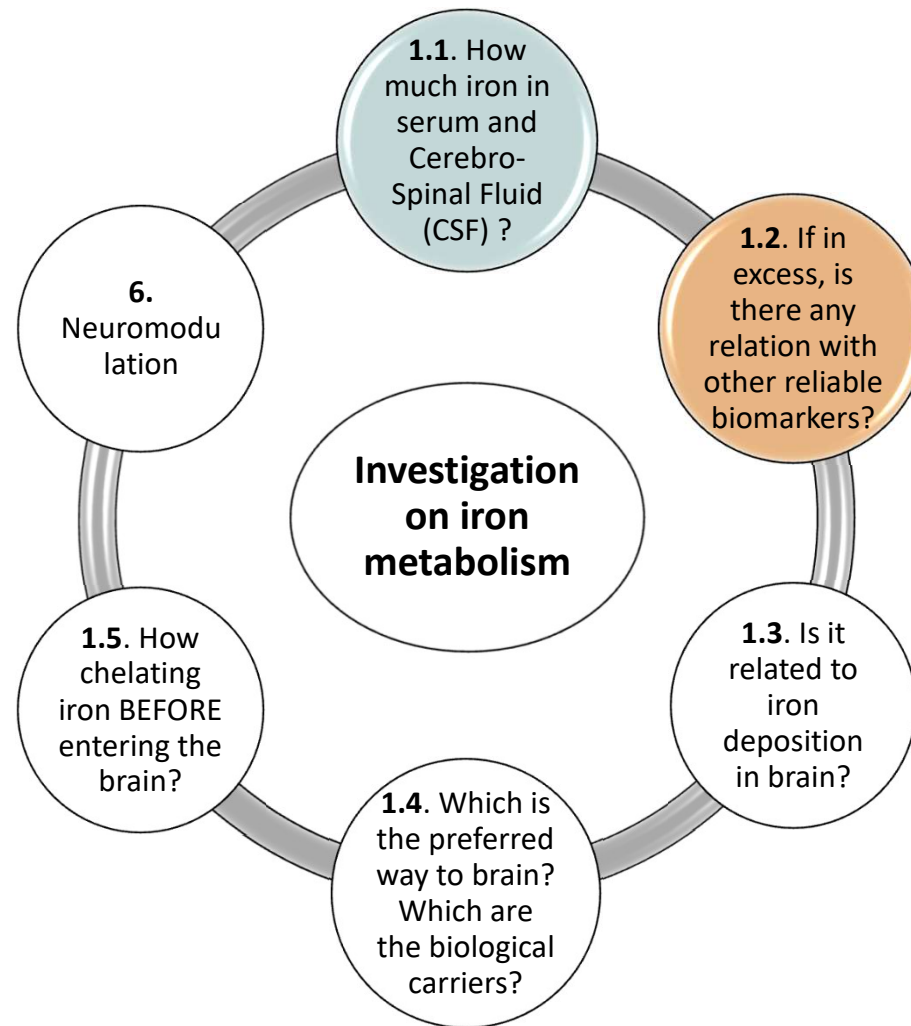 1.1. How
much iron in
serum and
Cerebro-
Spinal Fluid
(CSF) ?
1.2. If in
excess, is
there any
relation with
other reliable
biomarkers?
1.3. Is it
related to
iron
deposition
in brain?
1.4. Which is
the preferred
way to brain?
Which are
the biological
carriers?
1.5. How
chelating
iron BEFORE
entering the
brain?
6.
Neuromodu
lation
Investigation
on iron
metabolism